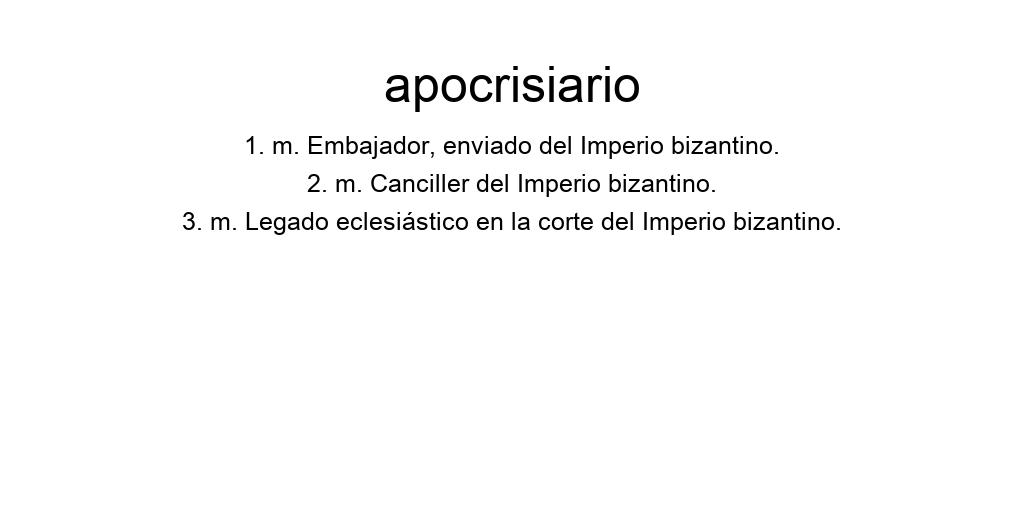 apocrisiario
1. m. Embajador, enviado del Imperio bizantino.
2. m. Canciller del Imperio bizantino.
3. m. Legado eclesiástico en la corte del Imperio bizantino.